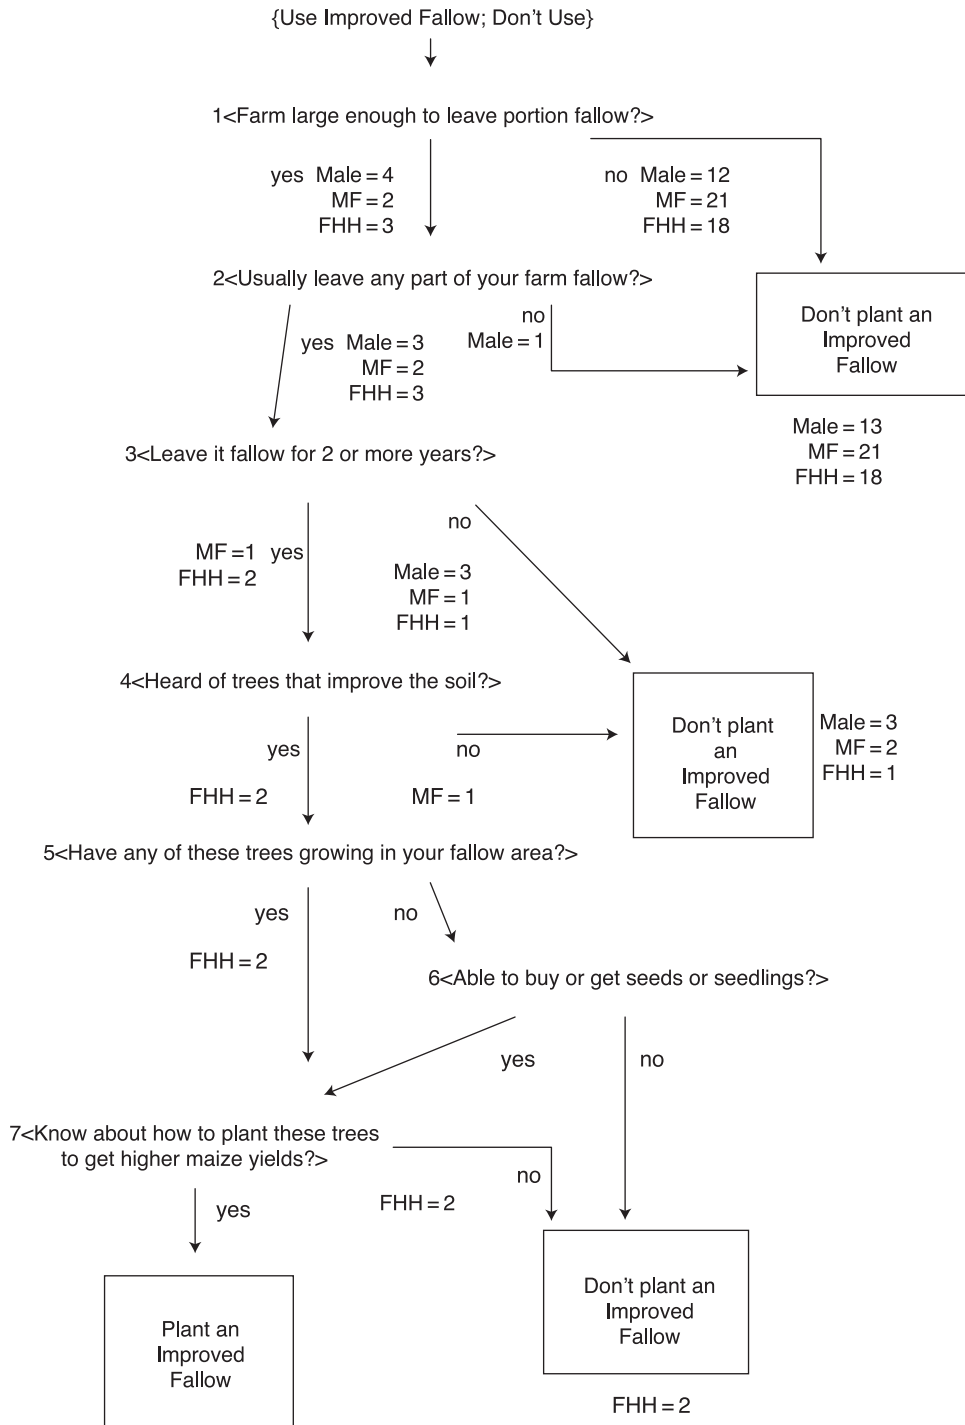 {Use Improved Fallow; Don't Use}
1<Farm large enough to leave portion fallow?>
yes Male = 4
MF = 2
FHH = 3
no Male = 12
MF = 21
FHH = 18
2<Usually leave any part of your farm fallow?>
yes Male = 3
MF = 2
FHH = 3
no
Male = 1
Don't plant an
Improved
Fallow
Male = 13
MF = 21
FHH = 18
3<Leave it fallow for 2 or more years?>
MF =1 yes
FHH = 2
no
Male = 3
MF = 1
FHH = 1
4<Heard of trees that improve the soil?>
yes
FHH = 2
no
MF = 1
Don't plant
an
Improved
Fallow
Male = 3
MF = 2
FHH = 1
5<Have any of these trees growing in your fallow area?>
yes
FHH = 2
no
6<Able to buy or get seeds or seedlings?>
yes
no
7<Know about how to plant these trees
to get higher maize yields?>
yes
no
FHH = 2
Plant an
Improved
Fallow
Don't plant an
Improved
Fallow
FHH = 2